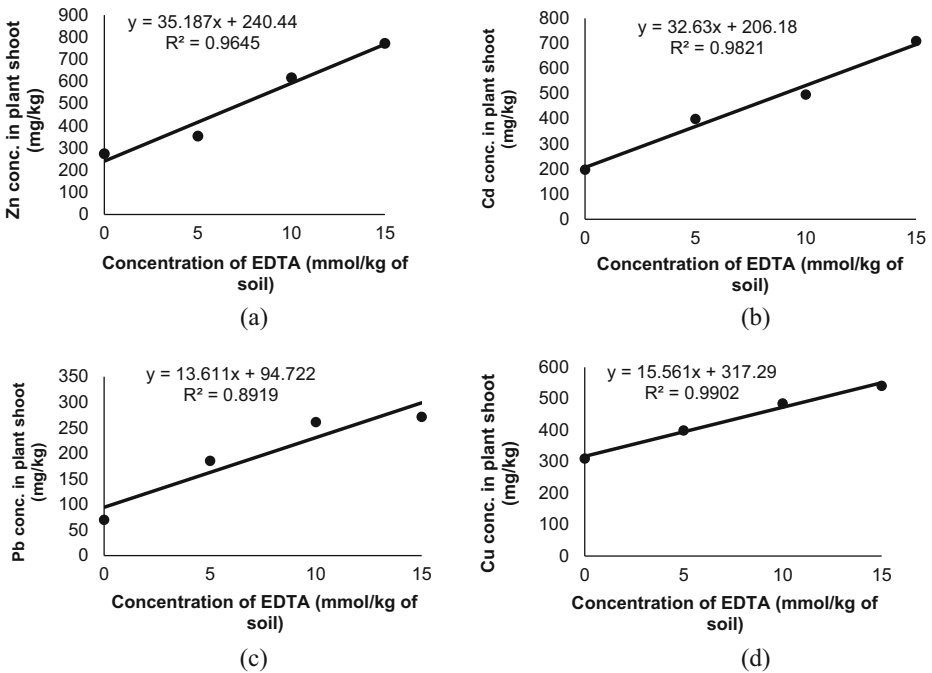 y = 35.187x + 240.44
R² = 0.9645
Zn conc. in plant shoot
(mg/kg)
900
800
700
600
500
400
300
200
100
0
0 5 10 15
Concentration of EDTA (mmol/kg of
soil)
(a)
y = 32.63x + 206.18
R² = 0.9821
Cd conc. in plant shoot
(mg/kg)
800
700
600
500
400
300
200
100
0
0 5 10 15
Concentration of EDTA (mmol/kg of
soil)
(b)
y = 13.611x + 94.722
R² = 0.8919
Pb conc. in plant shoot
(mg/kg)
350
300
250
200
150
100
50
0
0 5 10 15
Concentration of EDTA (mmol/kg of
soil)
(c)
y = 15.561x + 317.29
R² = 0.9902
Cu conc. in plant shoot
(mg/kg)
600
500
400
300
200
100
0
0 5 10 15
Concentration of EDTA (mmol/kg of
soil)
(d)